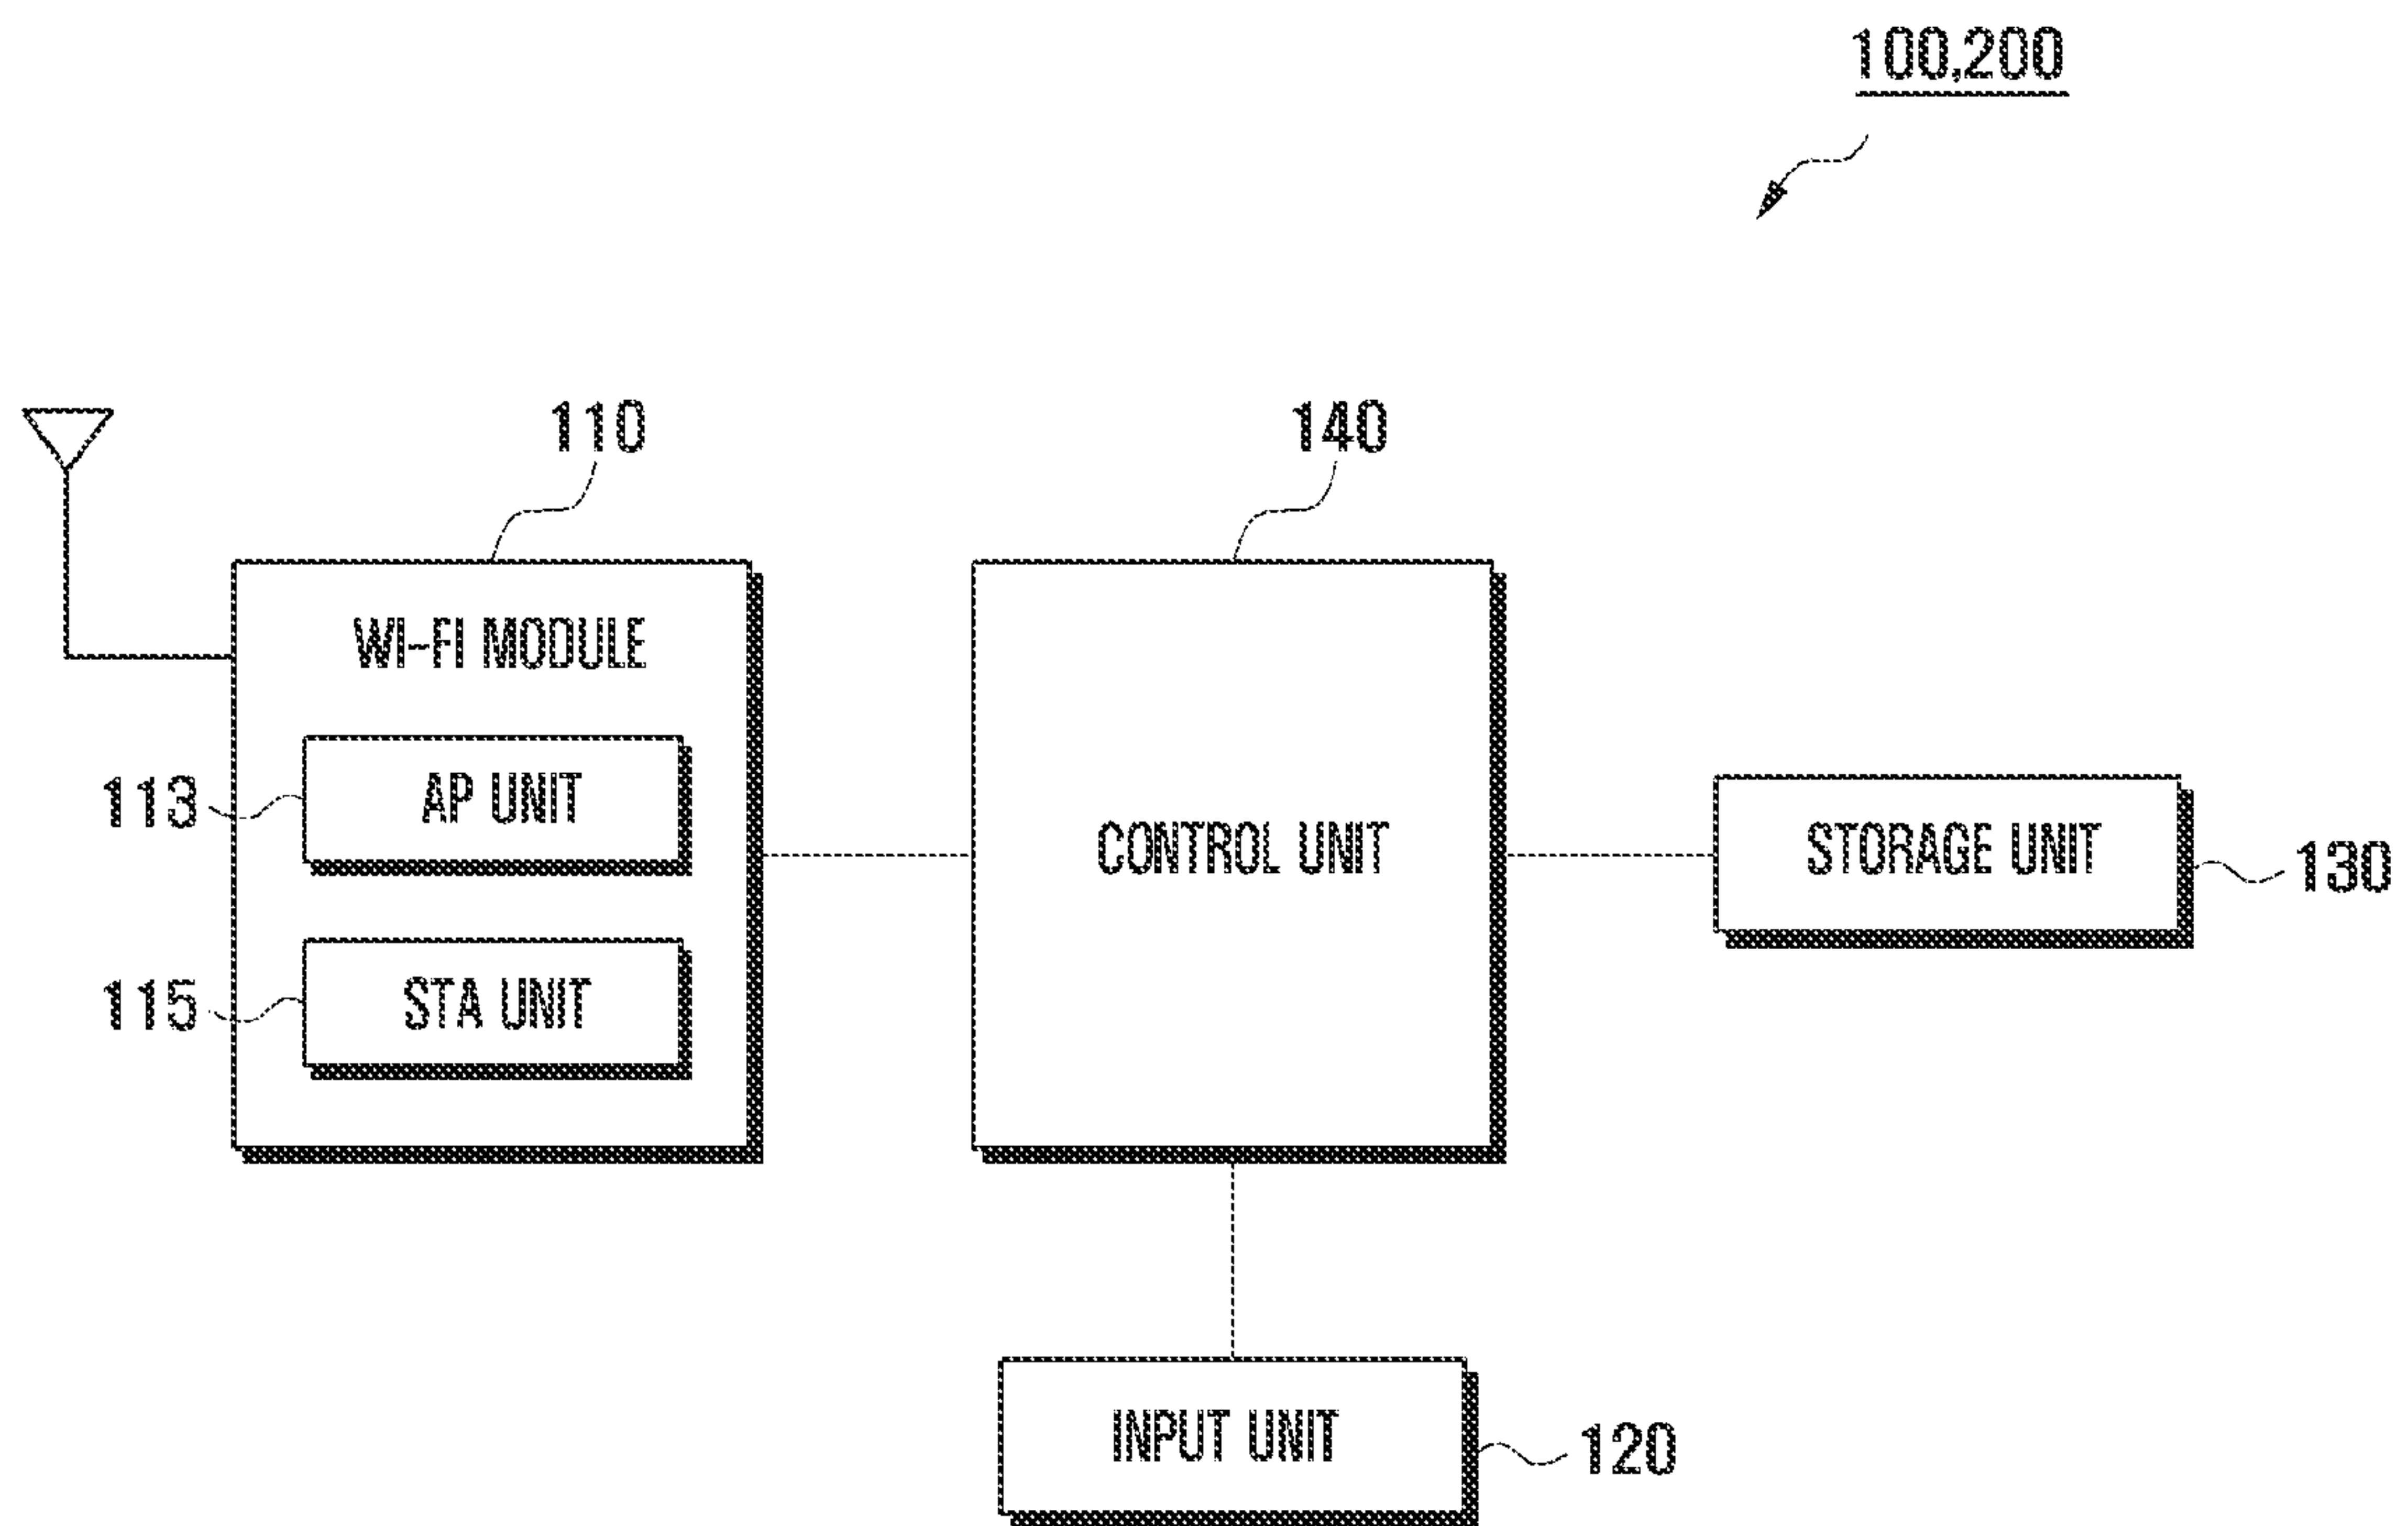 100,200
110
140
WI-FI MODULE
113
AP UNIT
CONTROL UNIT
STORAGE UNIT
130
115
STA UNIT
INPUT UNIT
120